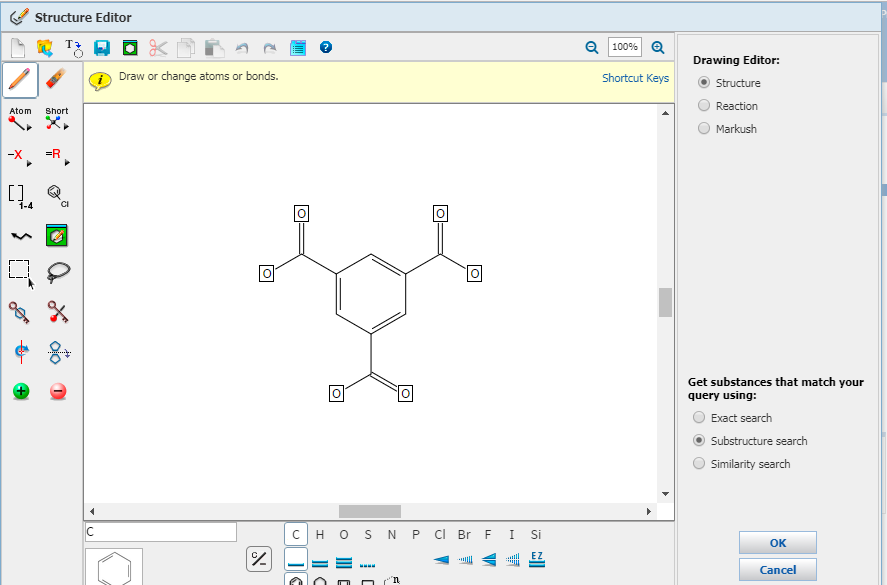 Structure Editor
100%
Draw or change atoms or bonds.
Shortcut Keys
Drawing Editor:
Structure
Reaction
Markush
Atom Short
-X =R
[ ] 1-4 Cl
O O
O O
O O
Get substances that match your
query using:
Exact search
Substructure search
Similarity search
C
C H O S N P Cl Br F I Si
E Z
n
OK
Cancel